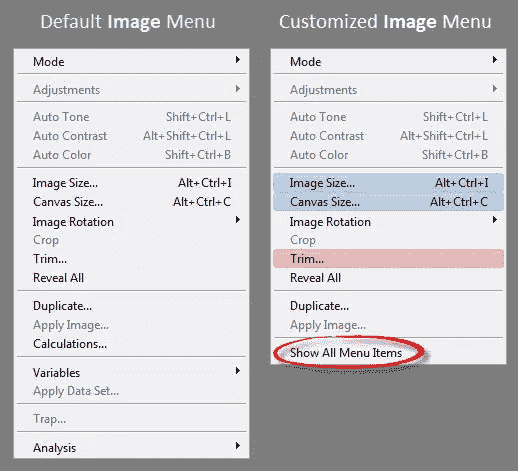 Default Image Menu
Mode
Adjustments
Auto Tone Shift+Ctrl+L
Auto Contrast Alt+Shift+Ctrl+L
Auto Color Shift+Ctrl+B
Image Size... Alt+Ctrl+I
Canvas Size... Alt+Ctrl+C
Image Rotation
Crop
Trim...
Reveal All
Duplicate...
Apply Image...
Calculations...
Variables
Apply Data Set...
Trap...
Analysis
Customized Image Menu
Mode
Adjustments
Auto Tone Shift+Ctrl+L
Auto Contrast Alt+Shift+Ctrl+L
Auto Color Shift+Ctrl+B
Image Size... Alt+Ctrl+I
Canvas Size... Alt+Ctrl+C
Image Rotation
Crop
Trim...
Reveal All
Duplicate...
Apply Image...
Show All Menu Items